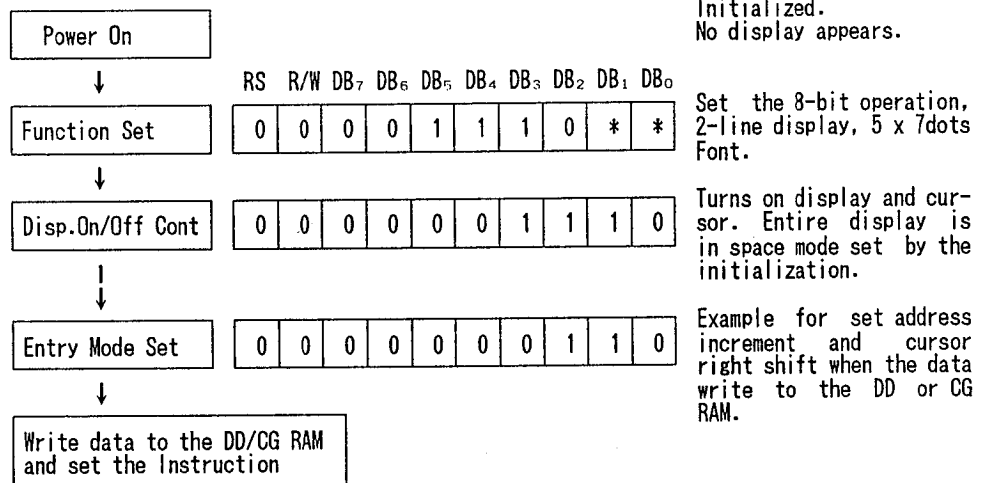 Initialized.
Power On
No display appears.
RS R/W DB₇ DB₆ DB₅ DB₄ DB₃ DB₂ DB₁ DB₀
Function Set
0 0 0 0 1 1 1 0 * *
Set the 8-bit operation,
2-line display, 5 x 7dots
Font.
Disp.On/Off Cont
0 0 0 0 0 0 1 1 1 0
Turns on display and cur-
sor. Entire display is
in space mode set by the
initialization.
Entry Mode Set
0 0 0 0 0 0 0 1 1 0
Example for set address
increment and cursor
right shift when the data
write to the DD or CG
RAM.
Write data to the DD/CG RAM
and set the Instruction